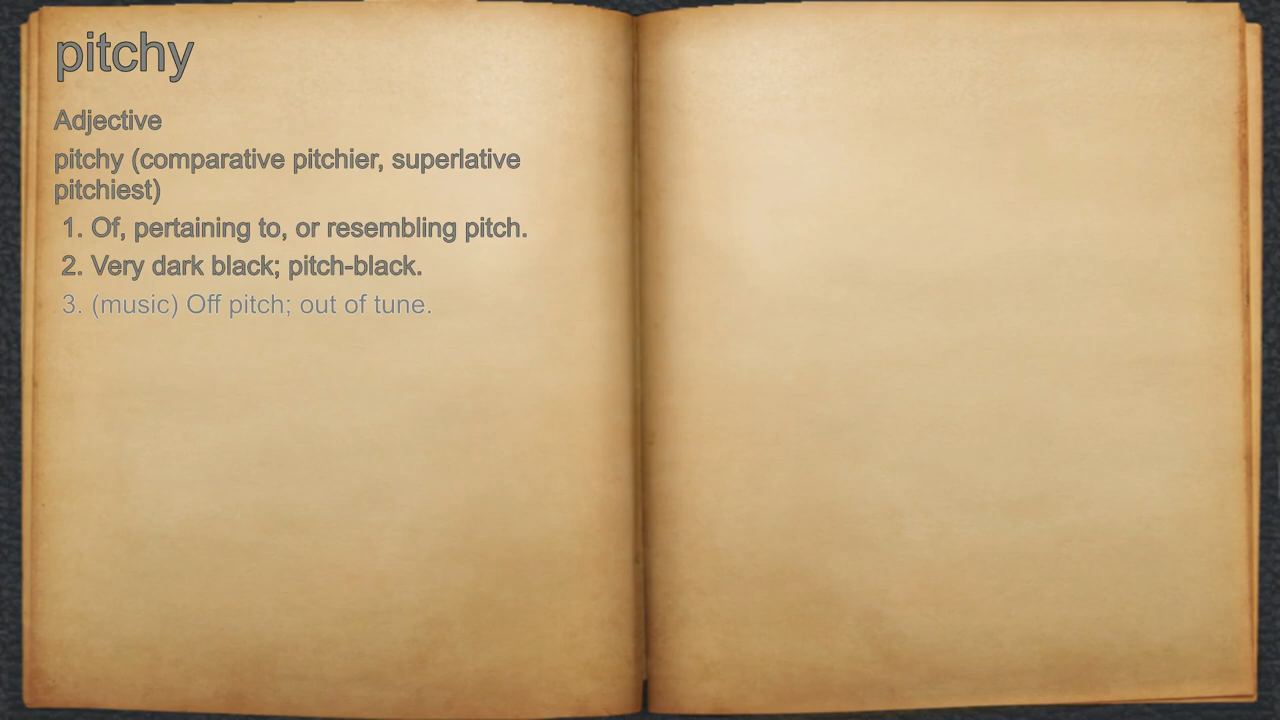 pitchy
Adjective
pitchy (comparative pitchier, superlative
pitchiest)
1. Of, pertaining to, or resembling pitch.
2. Very dark black; pitch-black.
3. (music) Off pitch; out of tune.